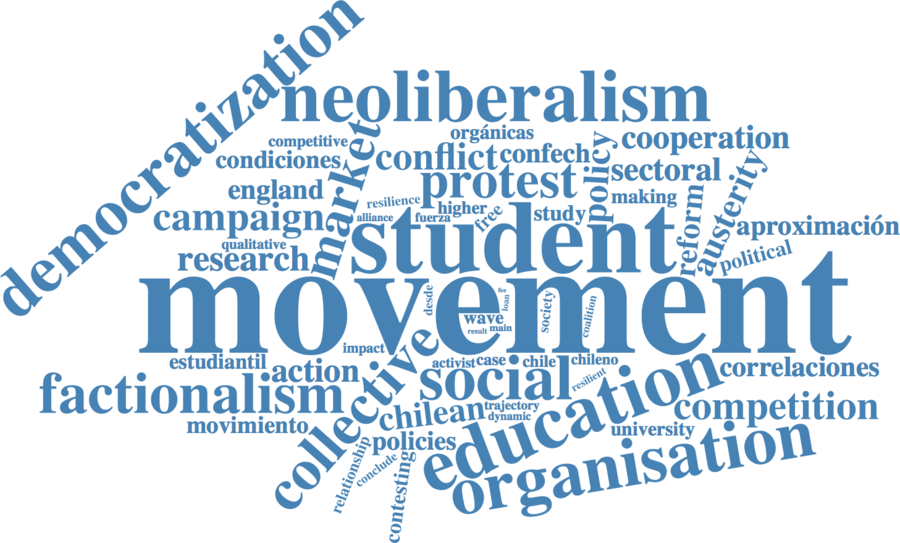 democratization
neoliberalism
competitive
orgánicas
cooperation
condiciones
market
conflict
confech
policy
sectoral
england
resilience
protest
making
campaign
alliance
fuerza
higher
free
study
reform
austerity
aproximación
qualitative
research
student
political
movement
desde
fee
loan
society
coalition
wave
result
main
impact
estudiantil
action
collective
activist
case
chile
chileno
correlaciones
factionalism
social
resilient
education
movimiento
chilean
trajectory
dynamic
competition
relationship
conclude
policies
contesting
university
organisation